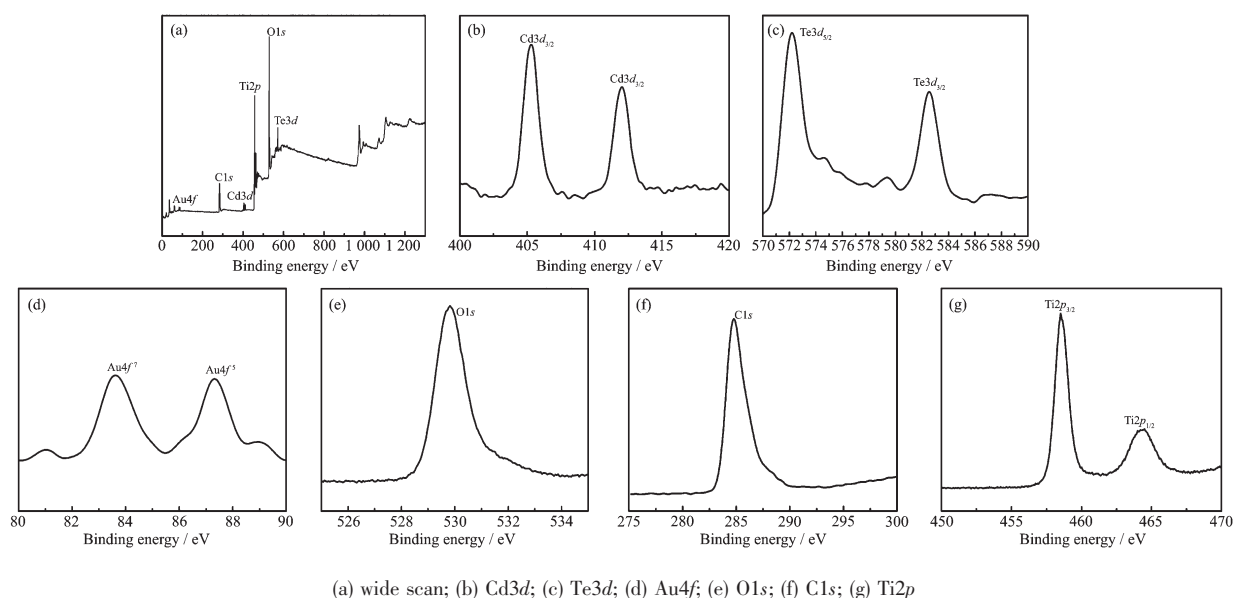 (a)
O1s
Ti2p
Te3d
C1s
Au4f
Cd3d
0 200 400 600 800 1 000 1 200
Binding energy / eV
(b)
Cd3d3/2
Cd3d3/2
400 405 410 415 420
Binding energy / eV
(c)
Te3d5/2
Te3d3/2
570 572 574 576 578 580 582 584 586 588 590
Binding energy / eV
(d)
Au4f 7
Au4f 5
80 82 84 86 88 90
Binding energy / eV
(e)
O1s
526 528 530 532 534
Binding energy / eV
(f)
C1s
275 280 285 290 295 300
Binding energy / eV
(g)
Ti2p3/2
Ti2p1/2
450 455 460 465 470
Binding energy / eV
(a) wide scan; (b) Cd3d; (c) Te3d; (d) Au4f; (e) O1s; (f) C1s; (g) Ti2p